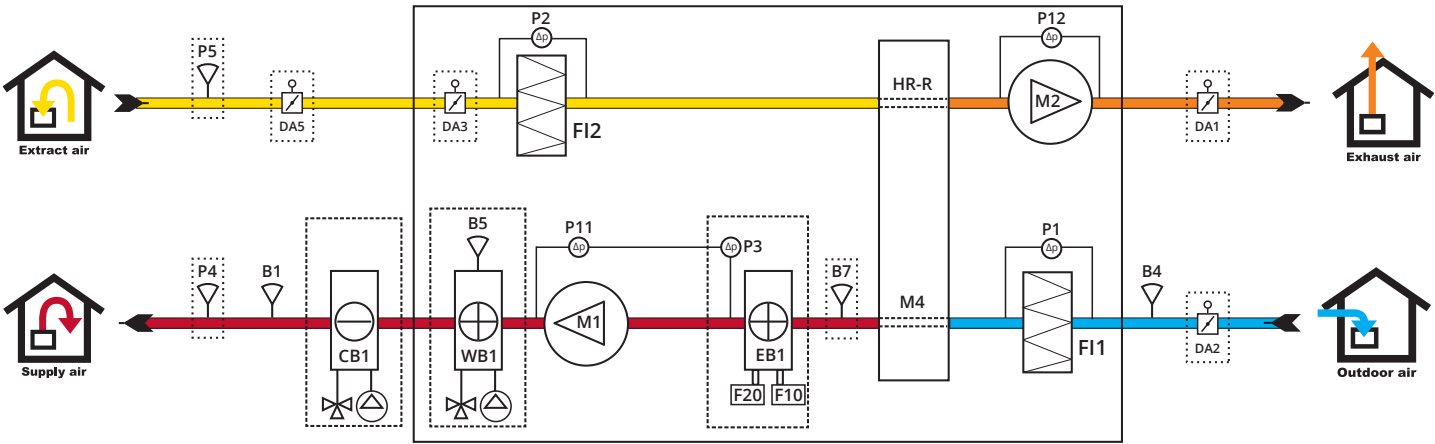 P2
P12
P5
Δp
Δp
HR-R
M2
DA5
DA3
FI2
DA1
Extract air
Exhaust air
B5
P11
P3
P1
Δp
Δp
Δp
P4
B1
B7
M4
B4
M1
CB1
WB1
EB1
FI1
DA2
Supply air
Outdoor air
F20
F10